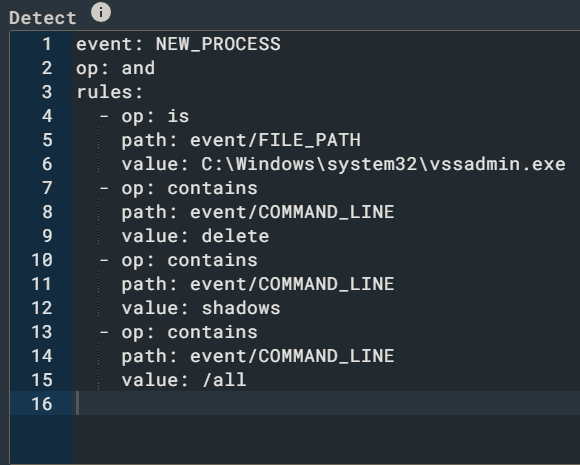 Detect i
1 event: NEW_PROCESS
2 op: and
3 rules:
4   - op: is
5     path: event/FILE_PATH
6     value: C:\Windows\system32\vssadmin.exe
7   - op: contains
8     path: event/COMMAND_LINE
9     value: delete
10   - op: contains
11     path: event/COMMAND_LINE
12     value: shadows
13   - op: contains
14     path: event/COMMAND_LINE
15     value: /all
16